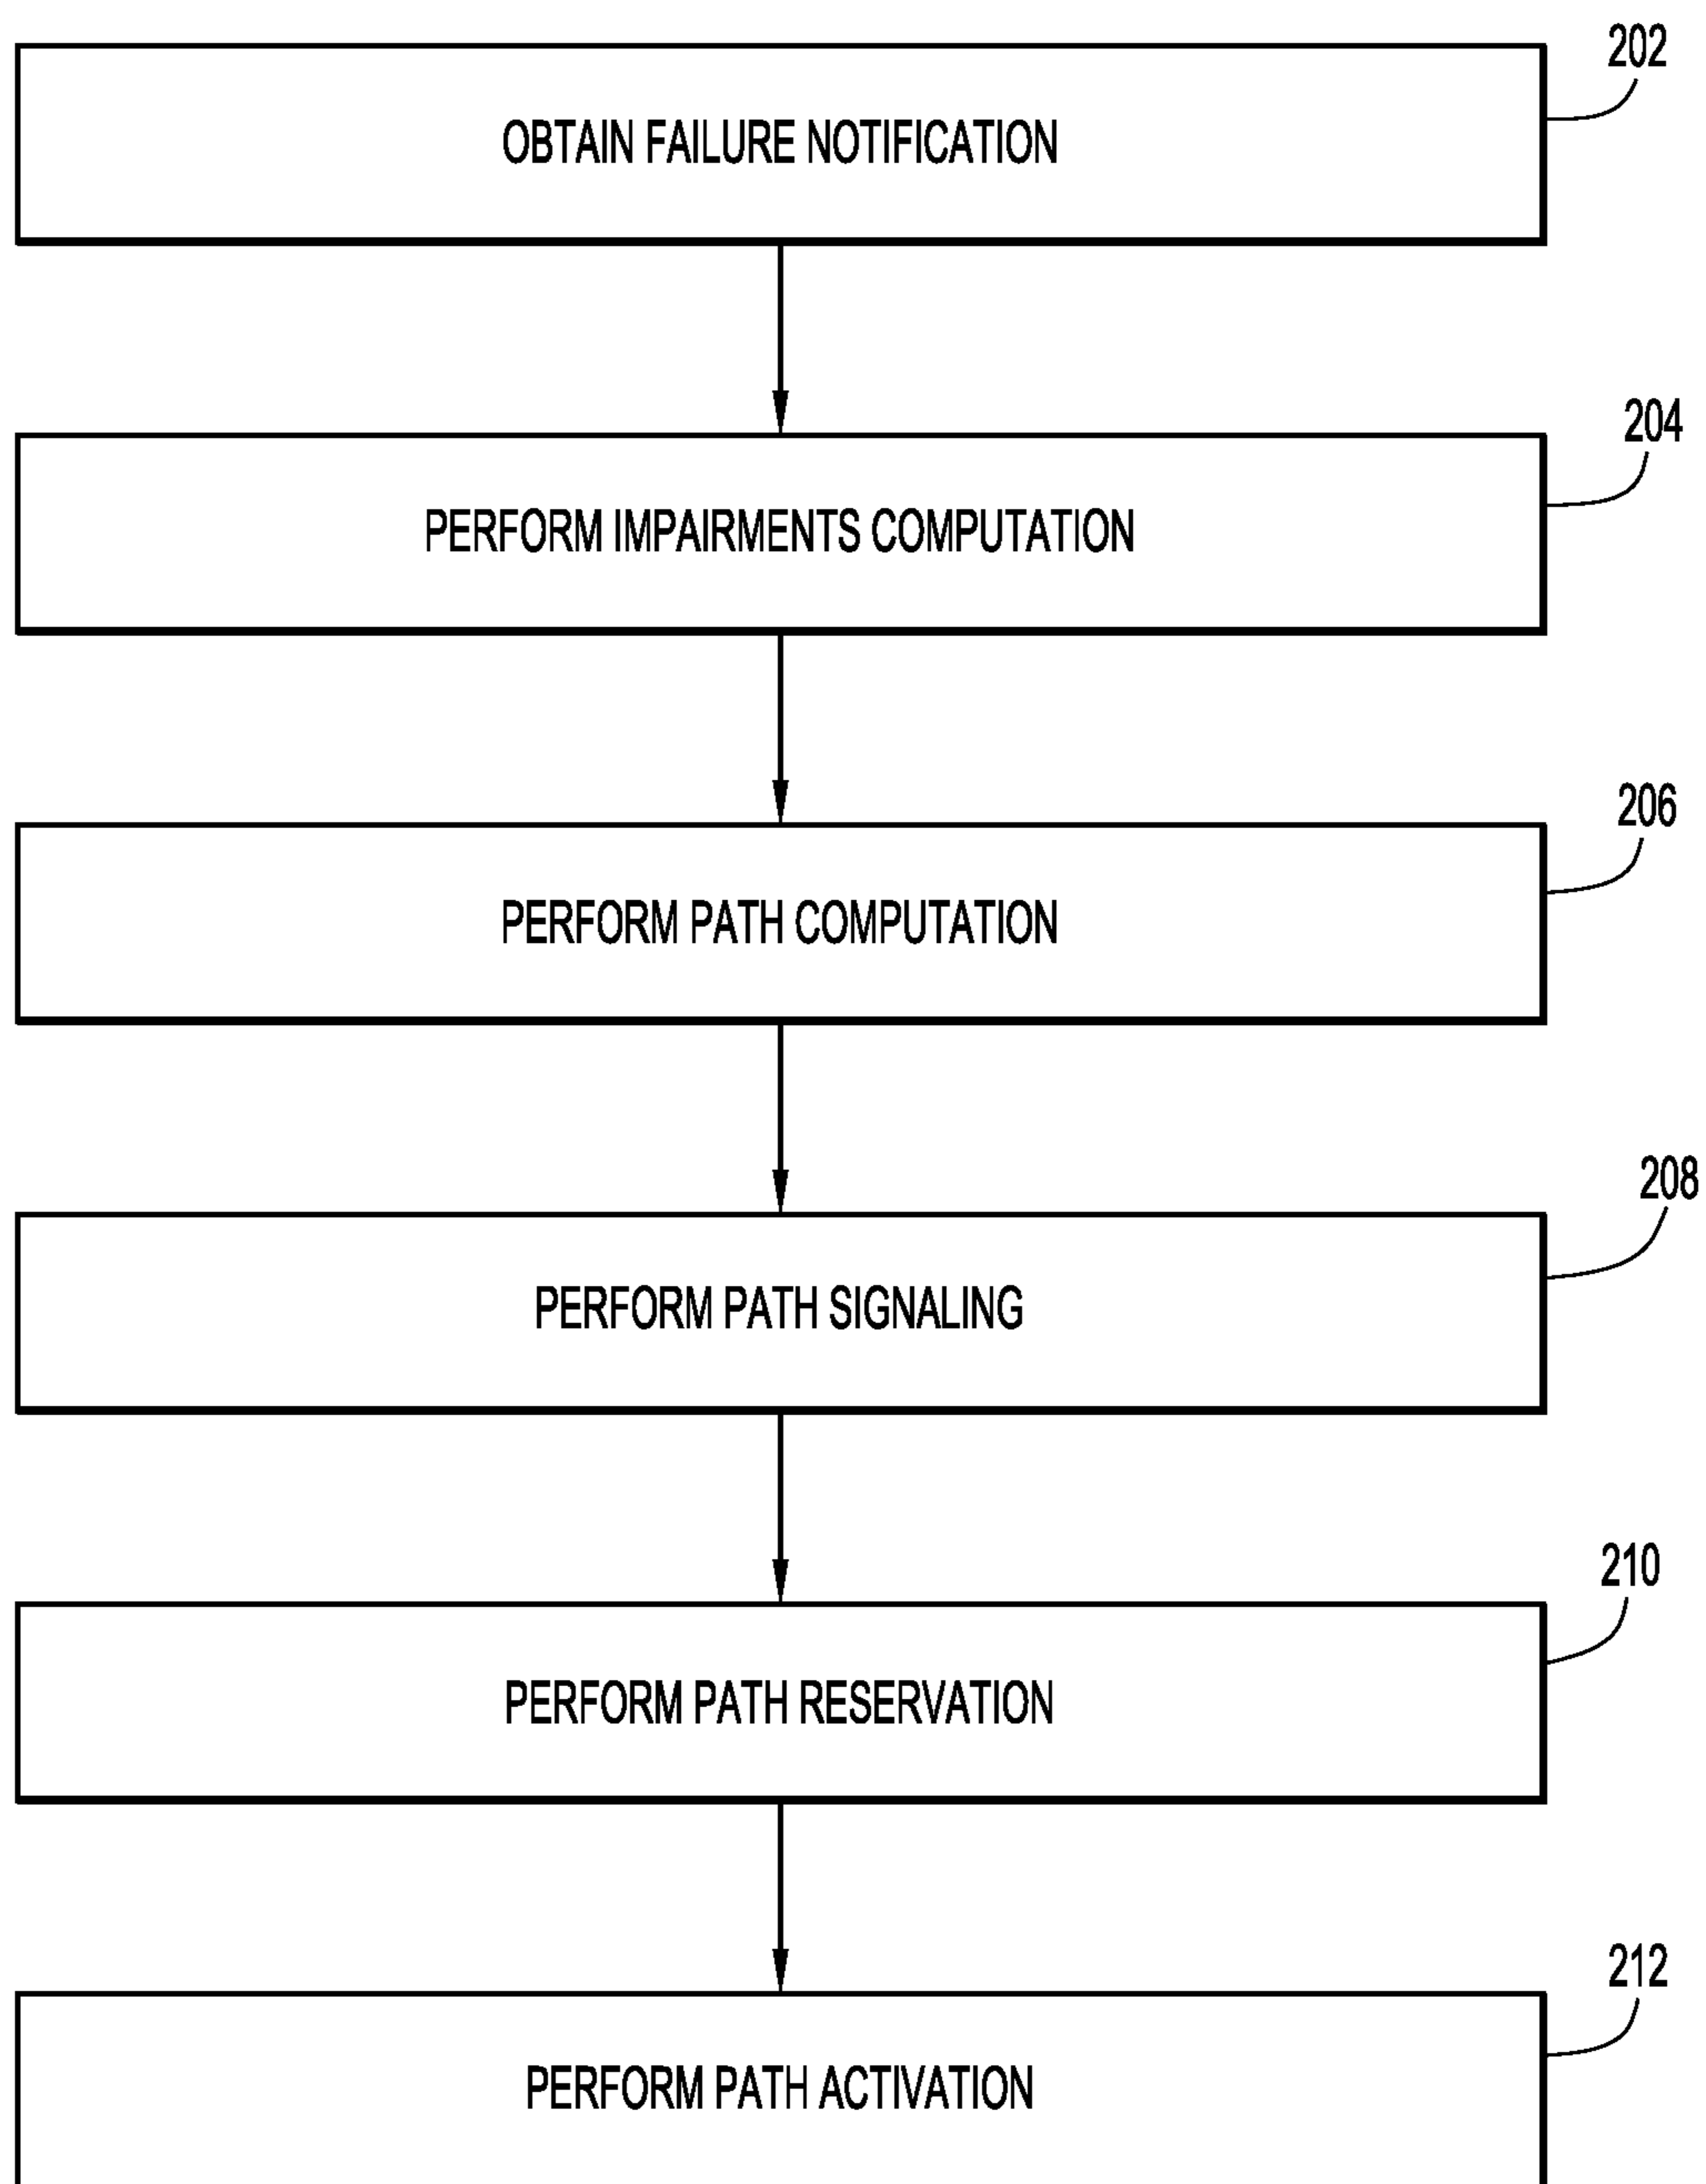 202
OBTAIN FAILURE NOTIFICATION
204
PERFORM IMPAIRMENTS COMPUTATION
206
PERFORM PATH COMPUTATION
208
PERFORM PATH SIGNALING
210
PERFORM PATH RESERVATION
212
PERFORM PATH ACTIVATION